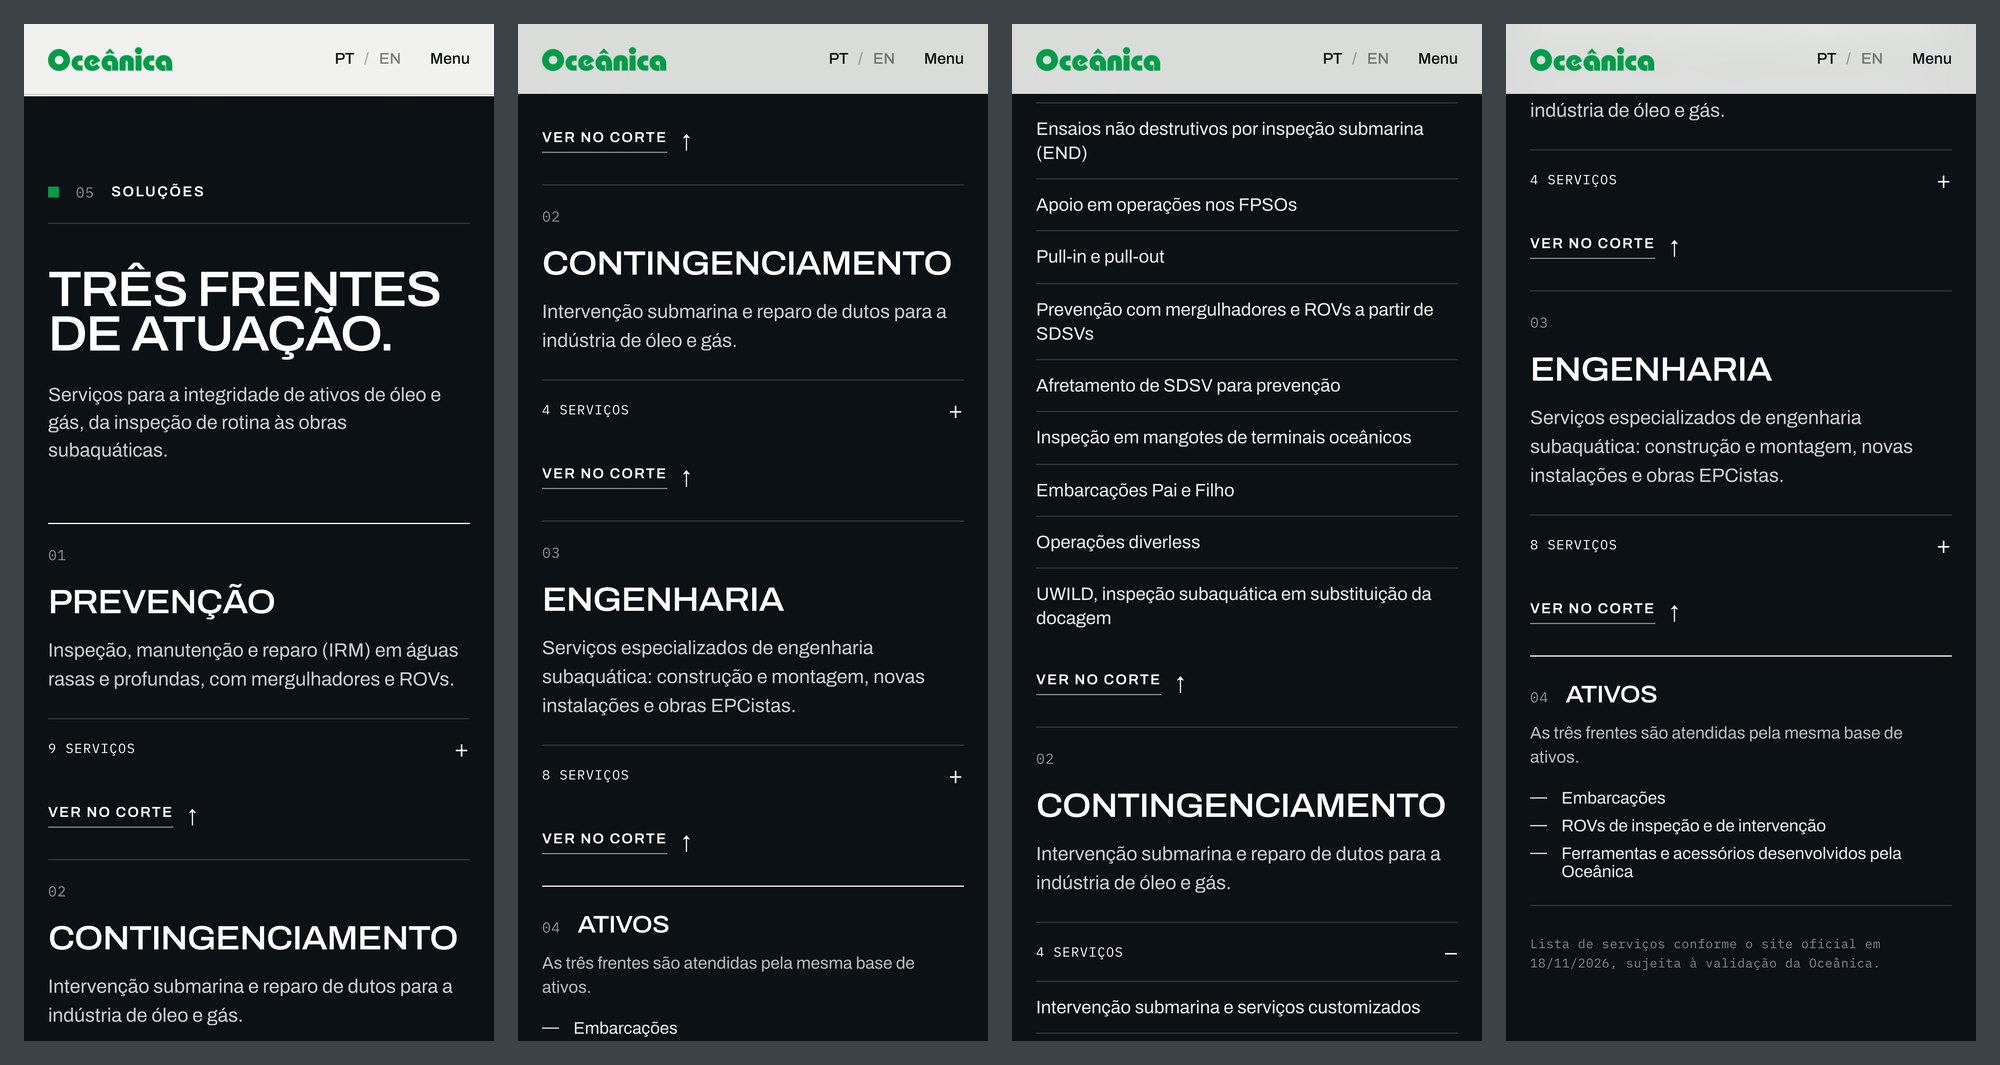 Oceânica
PT / EN Menu
05 SOLUÇÕES
TRÊS FRENTES
DE ATUAÇÃO.
Serviços para a integridade de ativos de óleo e
gás, da inspeção de rotina às obras
subaquáticas.
01
PREVENÇÃO
Inspeção, manutenção e reparo (IRM) em águas
rasas e profundas, com mergulhadores e ROVs.
9 SERVIÇOS +
VER NO CORTE ↑
02
CONTINGENCIAMENTO
Intervenção submarina e reparo de dutos para a
indústria de óleo e gás.
Oceânica
PT / EN Menu
VER NO CORTE ↑
02
CONTINGENCIAMENTO
Intervenção submarina e reparo de dutos para a
indústria de óleo e gás.
4 SERVIÇOS +
VER NO CORTE ↑
03
ENGENHARIA
Serviços especializados de engenharia
subaquática: construção e montagem, novas
instalações e obras EPCistas.
8 SERVIÇOS +
VER NO CORTE ↑
04 ATIVOS
As três frentes são atendidas pela mesma base de
ativos.
— Embarcações
Oceânica
PT / EN Menu
Ensaios não destrutivos por inspeção submarina
(END)
Apoio em operações nos FPSOs
Pull-in e pull-out
Prevenção com mergulhadores e ROVs a partir de
SDSVs
Afretamento de SDSV para prevenção
Inspeção em mangotes de terminais oceânicos
Embarcações Pai e Filho
Operações diverless
UWILD, inspeção subaquática em substituição da
docagem
VER NO CORTE ↑
02
CONTINGENCIAMENTO
Intervenção submarina e reparo de dutos para a
indústria de óleo e gás.
4 SERVIÇOS −
Intervenção submarina e serviços customizados
Oceânica
PT / EN Menu
indústria de óleo e gás.
4 SERVIÇOS +
VER NO CORTE ↑
03
ENGENHARIA
Serviços especializados de engenharia
subaquática: construção e montagem, novas
instalações e obras EPCistas.
8 SERVIÇOS +
VER NO CORTE ↑
04 ATIVOS
As três frentes são atendidas pela mesma base de
ativos.
— Embarcações
— ROVs de inspeção e de intervenção
— Ferramentas e acessórios desenvolvidos pela
Oceânica
Lista de serviços conforme o site oficial em
18/11/2026, sujeita à validação da Oceânica.